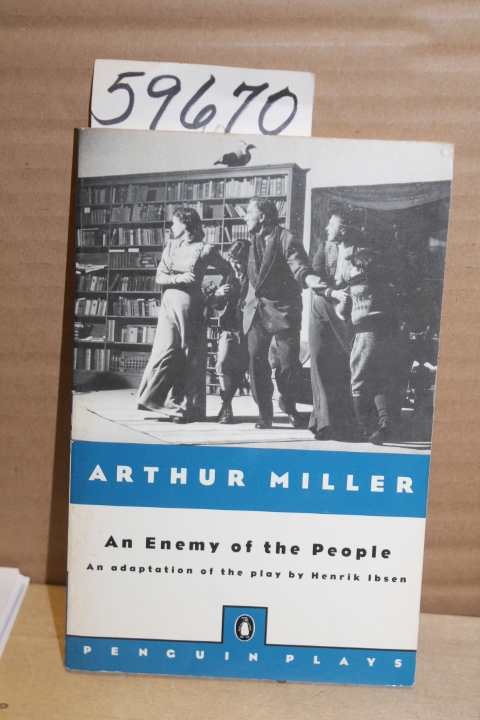 59670
ARTHUR MILLER
An Enemy of the People
An adaptation of the play by Henrik Ibsen
PENGUIN PLAYS